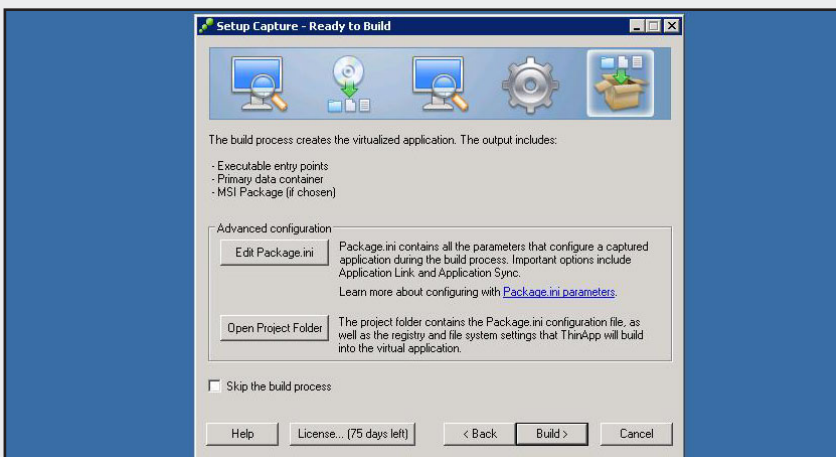 Setup Capture - Ready to Build
The build process creates the virtualized application. The output includes:
- Executable entry points
- Primary data container
- MSI Package (if chosen)
Advanced configuration
Edit Package.ini
Package.ini contains all the parameters that configure a captured
application during the build process. Important options include
Application Link and Application Sync.
Learn more about configuring with Package.ini parameters.
Open Project Folder
The project folder contains the Package.ini configuration file, as
well as the registry and file system settings that ThinApp will build
into the virtual application.
Skip the build process
Help
License... (75 days left)
< Back
Build >
Cancel